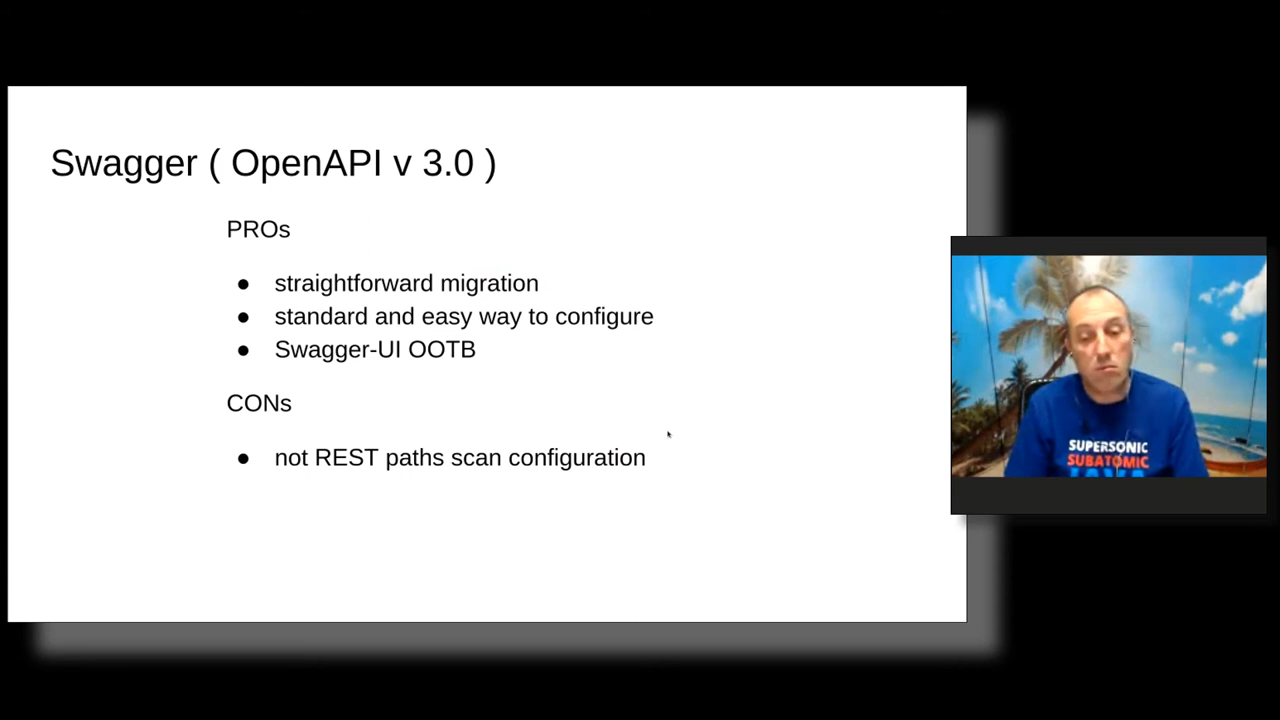 Swagger ( OpenAPI v 3.0 )
PROs
● straightforward migration
● standard and easy way to configure
● Swagger-UI OOTB
CONs
● not REST paths scan configuration
SUPERSONIC
SUBATOMIC